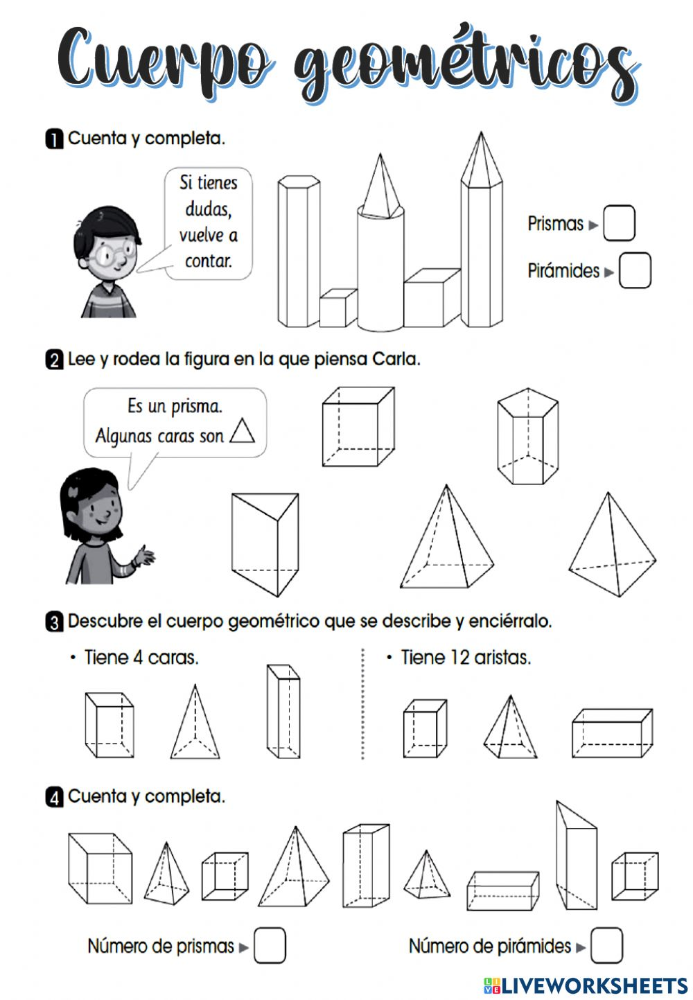 Cuerpo geométricos
1 Cuenta y completa.
Si tienes
dudas,
vuelve a
contar.
Prismas ▸
Pirámides ▸
2 Lee y rodea la figura en la que piensa Carla.
Es un prisma.
Algunas caras son
3 Descubre el cuerpo geométrico que se describe y enciérralo.
• Tiene 4 caras.
• Tiene 12 aristas.
4 Cuenta y completa.
Número de prismas ▸
Número de pirámides ▸
LIVE LIVEWORKSHEETS